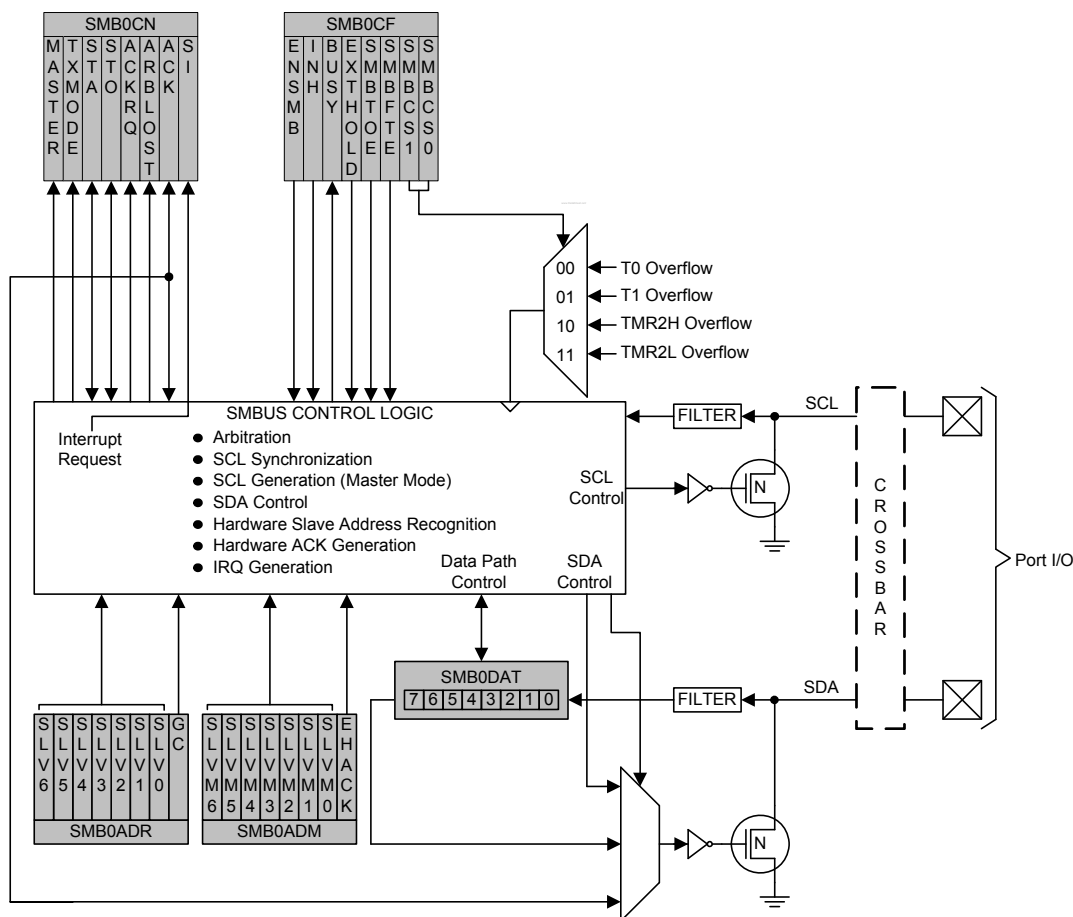 SMB0CN
MASTER
TXMODE
STA
STO
ACKRQ
ARBLOST
ACK
SI
SMB0CF
ENSMB
INH
BUSY
EXTHOLD
SMBTOE
SMBFTE
SMBCS1
SMBCS0
00
T0 Overflow
01
T1 Overflow
10
TMR2H Overflow
11
TMR2L Overflow
SMBUS CONTROL LOGIC
Interrupt
Request
● Arbitration
● SCL Synchronization
● SCL Generation (Master Mode)
● SDA Control
● Hardware Slave Address Recognition
● Hardware ACK Generation
● IRQ Generation
Data Path
Control
SCL
Control
SDA
Control
FILTER
SCL
N
CROSSBAR
Port I/O
SMB0DAT
7 6 5 4 3 2 1 0
FILTER
SDA
N
SLV6
SLV5
SLV4
SLV3
SLV2
SLV1
SLV0
GC
SMB0ADR
SLVM6
SLVM5
SLVM4
SLVM3
SLVM2
SLVM1
SLVM0
EHACK
SMB0ADM